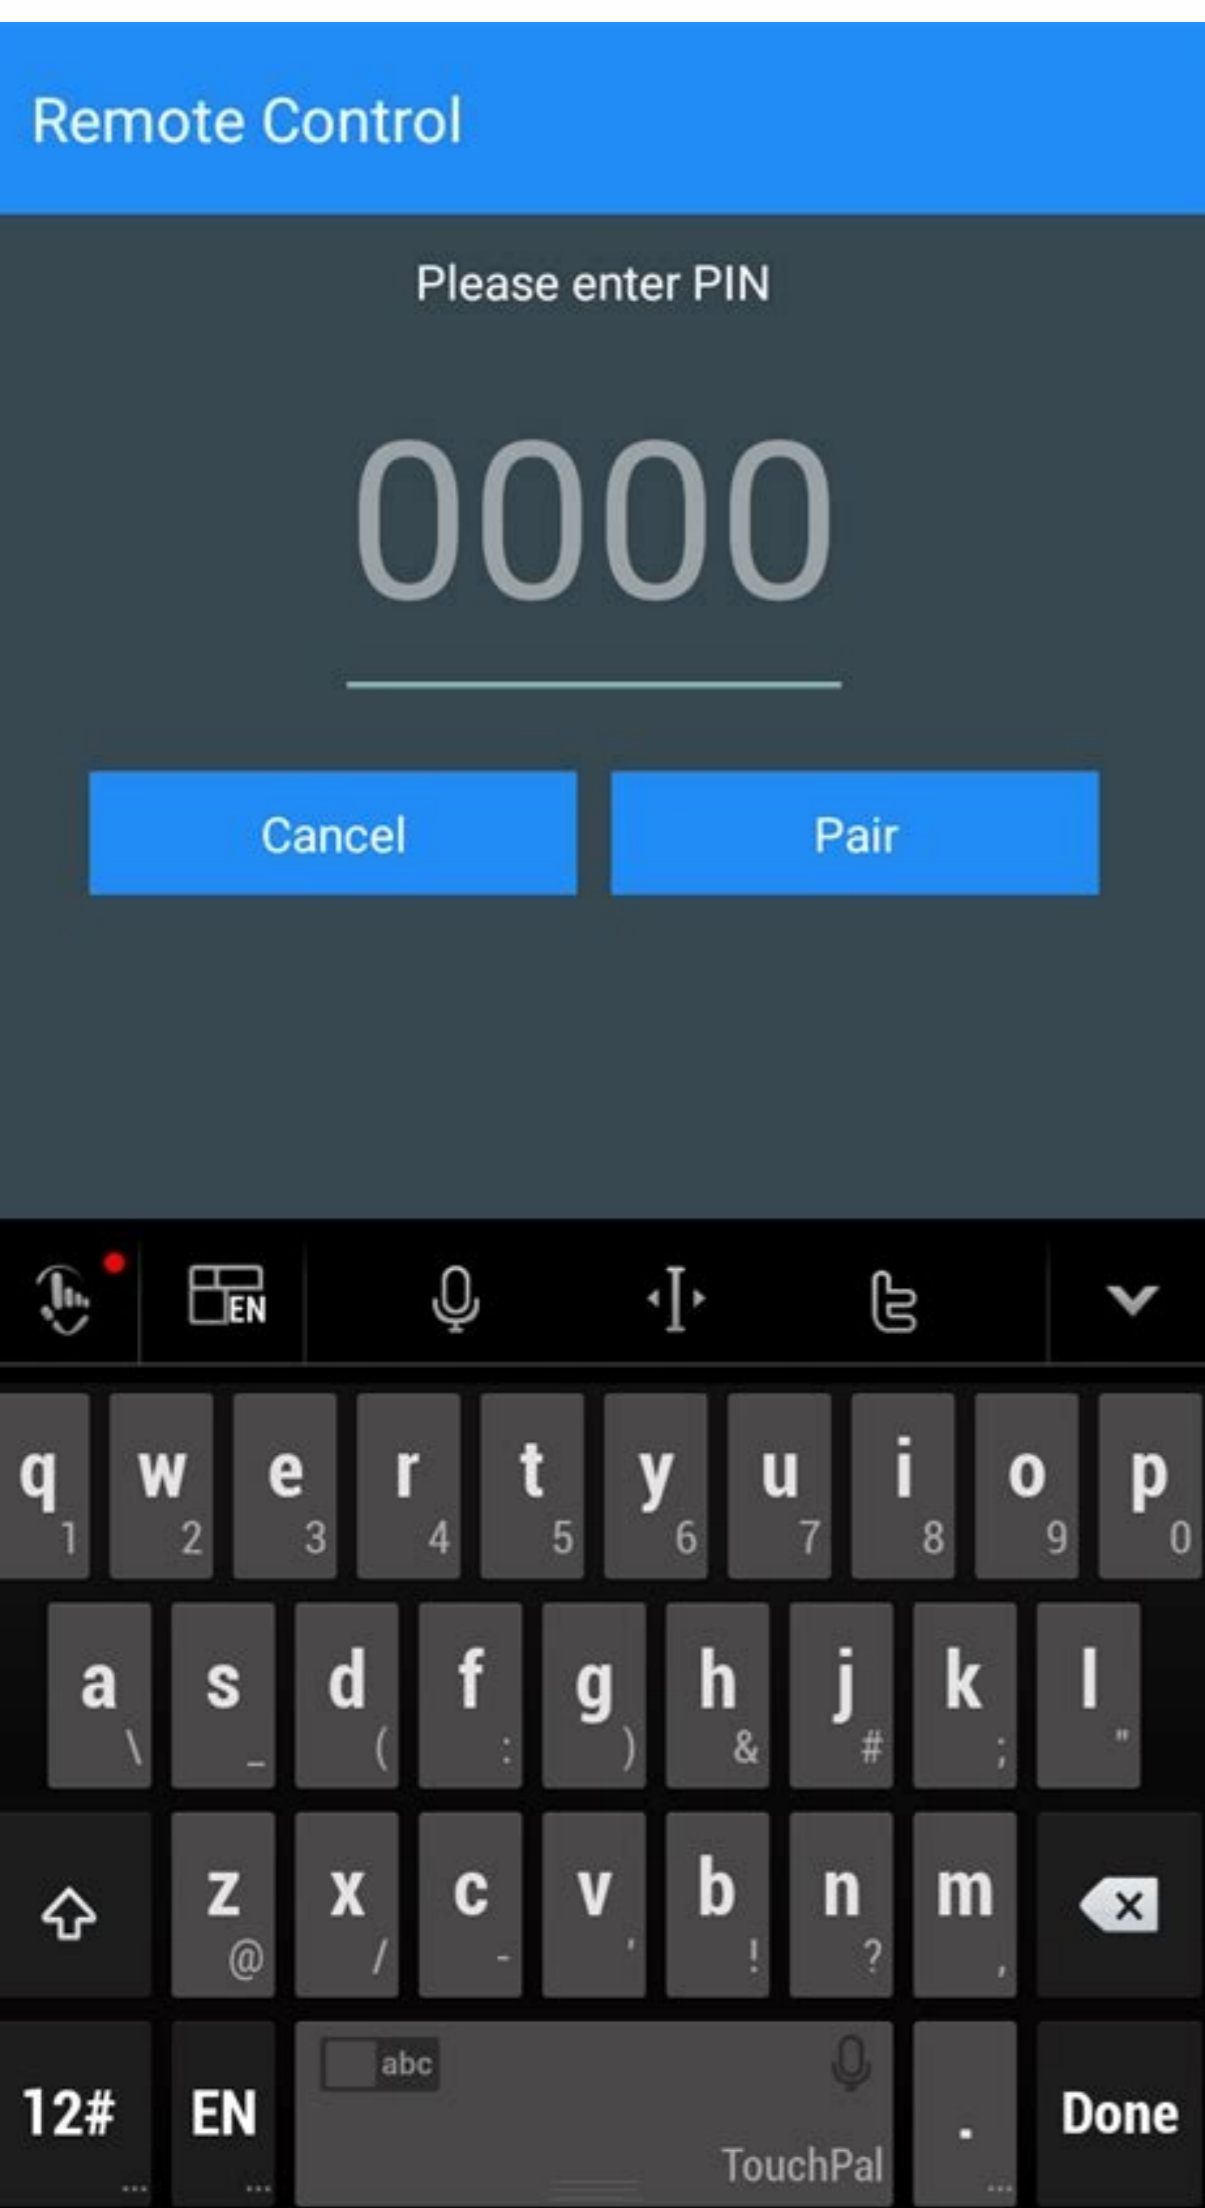 Remote Control
Please enter PIN
0000
Cancel Pair
EN
q w e r t y u i o p
1 2 3 4 5 6 7 8 9 0
a s d f g h j k l
\ _ ( : ) & # ; "
z x c v b n m
@ / - ' ! ? ,
abc
12# EN . Done
... ... TouchPal ...